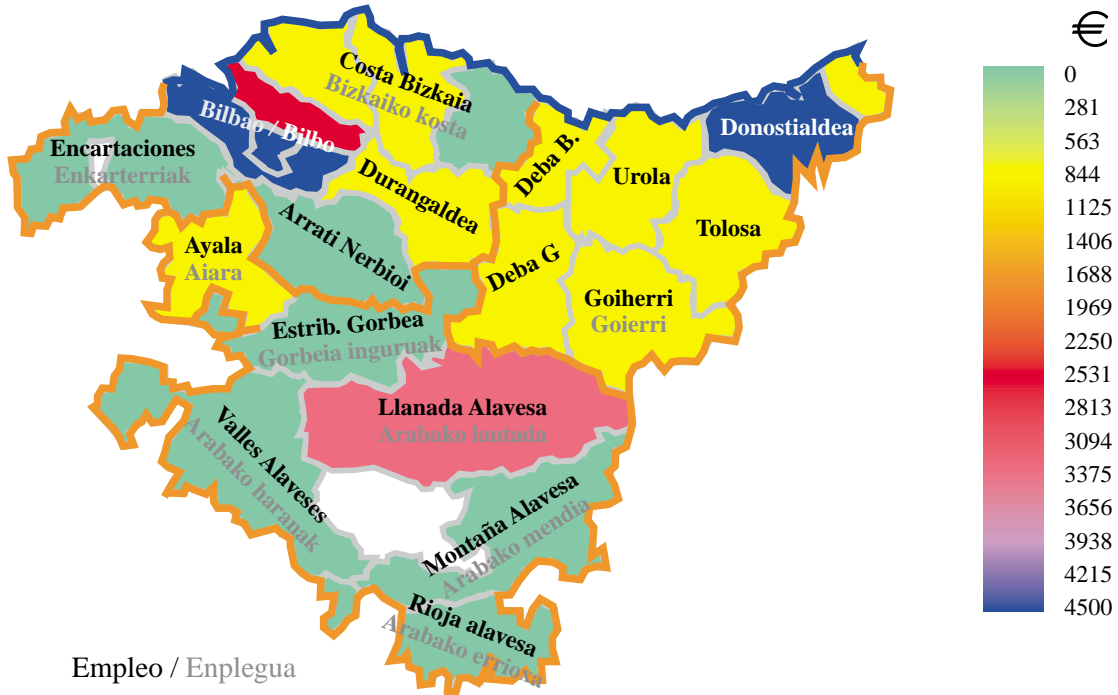 €
0
281
563
844
1125
1406
1688
1969
2250
2531
2813
3094
3375
3656
3938
4215
4500
Costa Bizkaia
Bizkaiko kosta
Bilbao / Bilbo
Donostialdea
Encartaciones
Enkarterriak
Deba B.
Urola
Durangaldea
Tolosa
Arrati Nerbioi
Ayala
Aiara
Deba G
Goiherri
Goierri
Estrib. Gorbea
Gorbeia inguruak
Llanada Alavesa
Arabako lautada
Valles Alaveses
Arabako haranak
Montaña Alavesa
Arabako mendia
Rioja alavesa
Arabako errioxa
Empleo / Enplegua